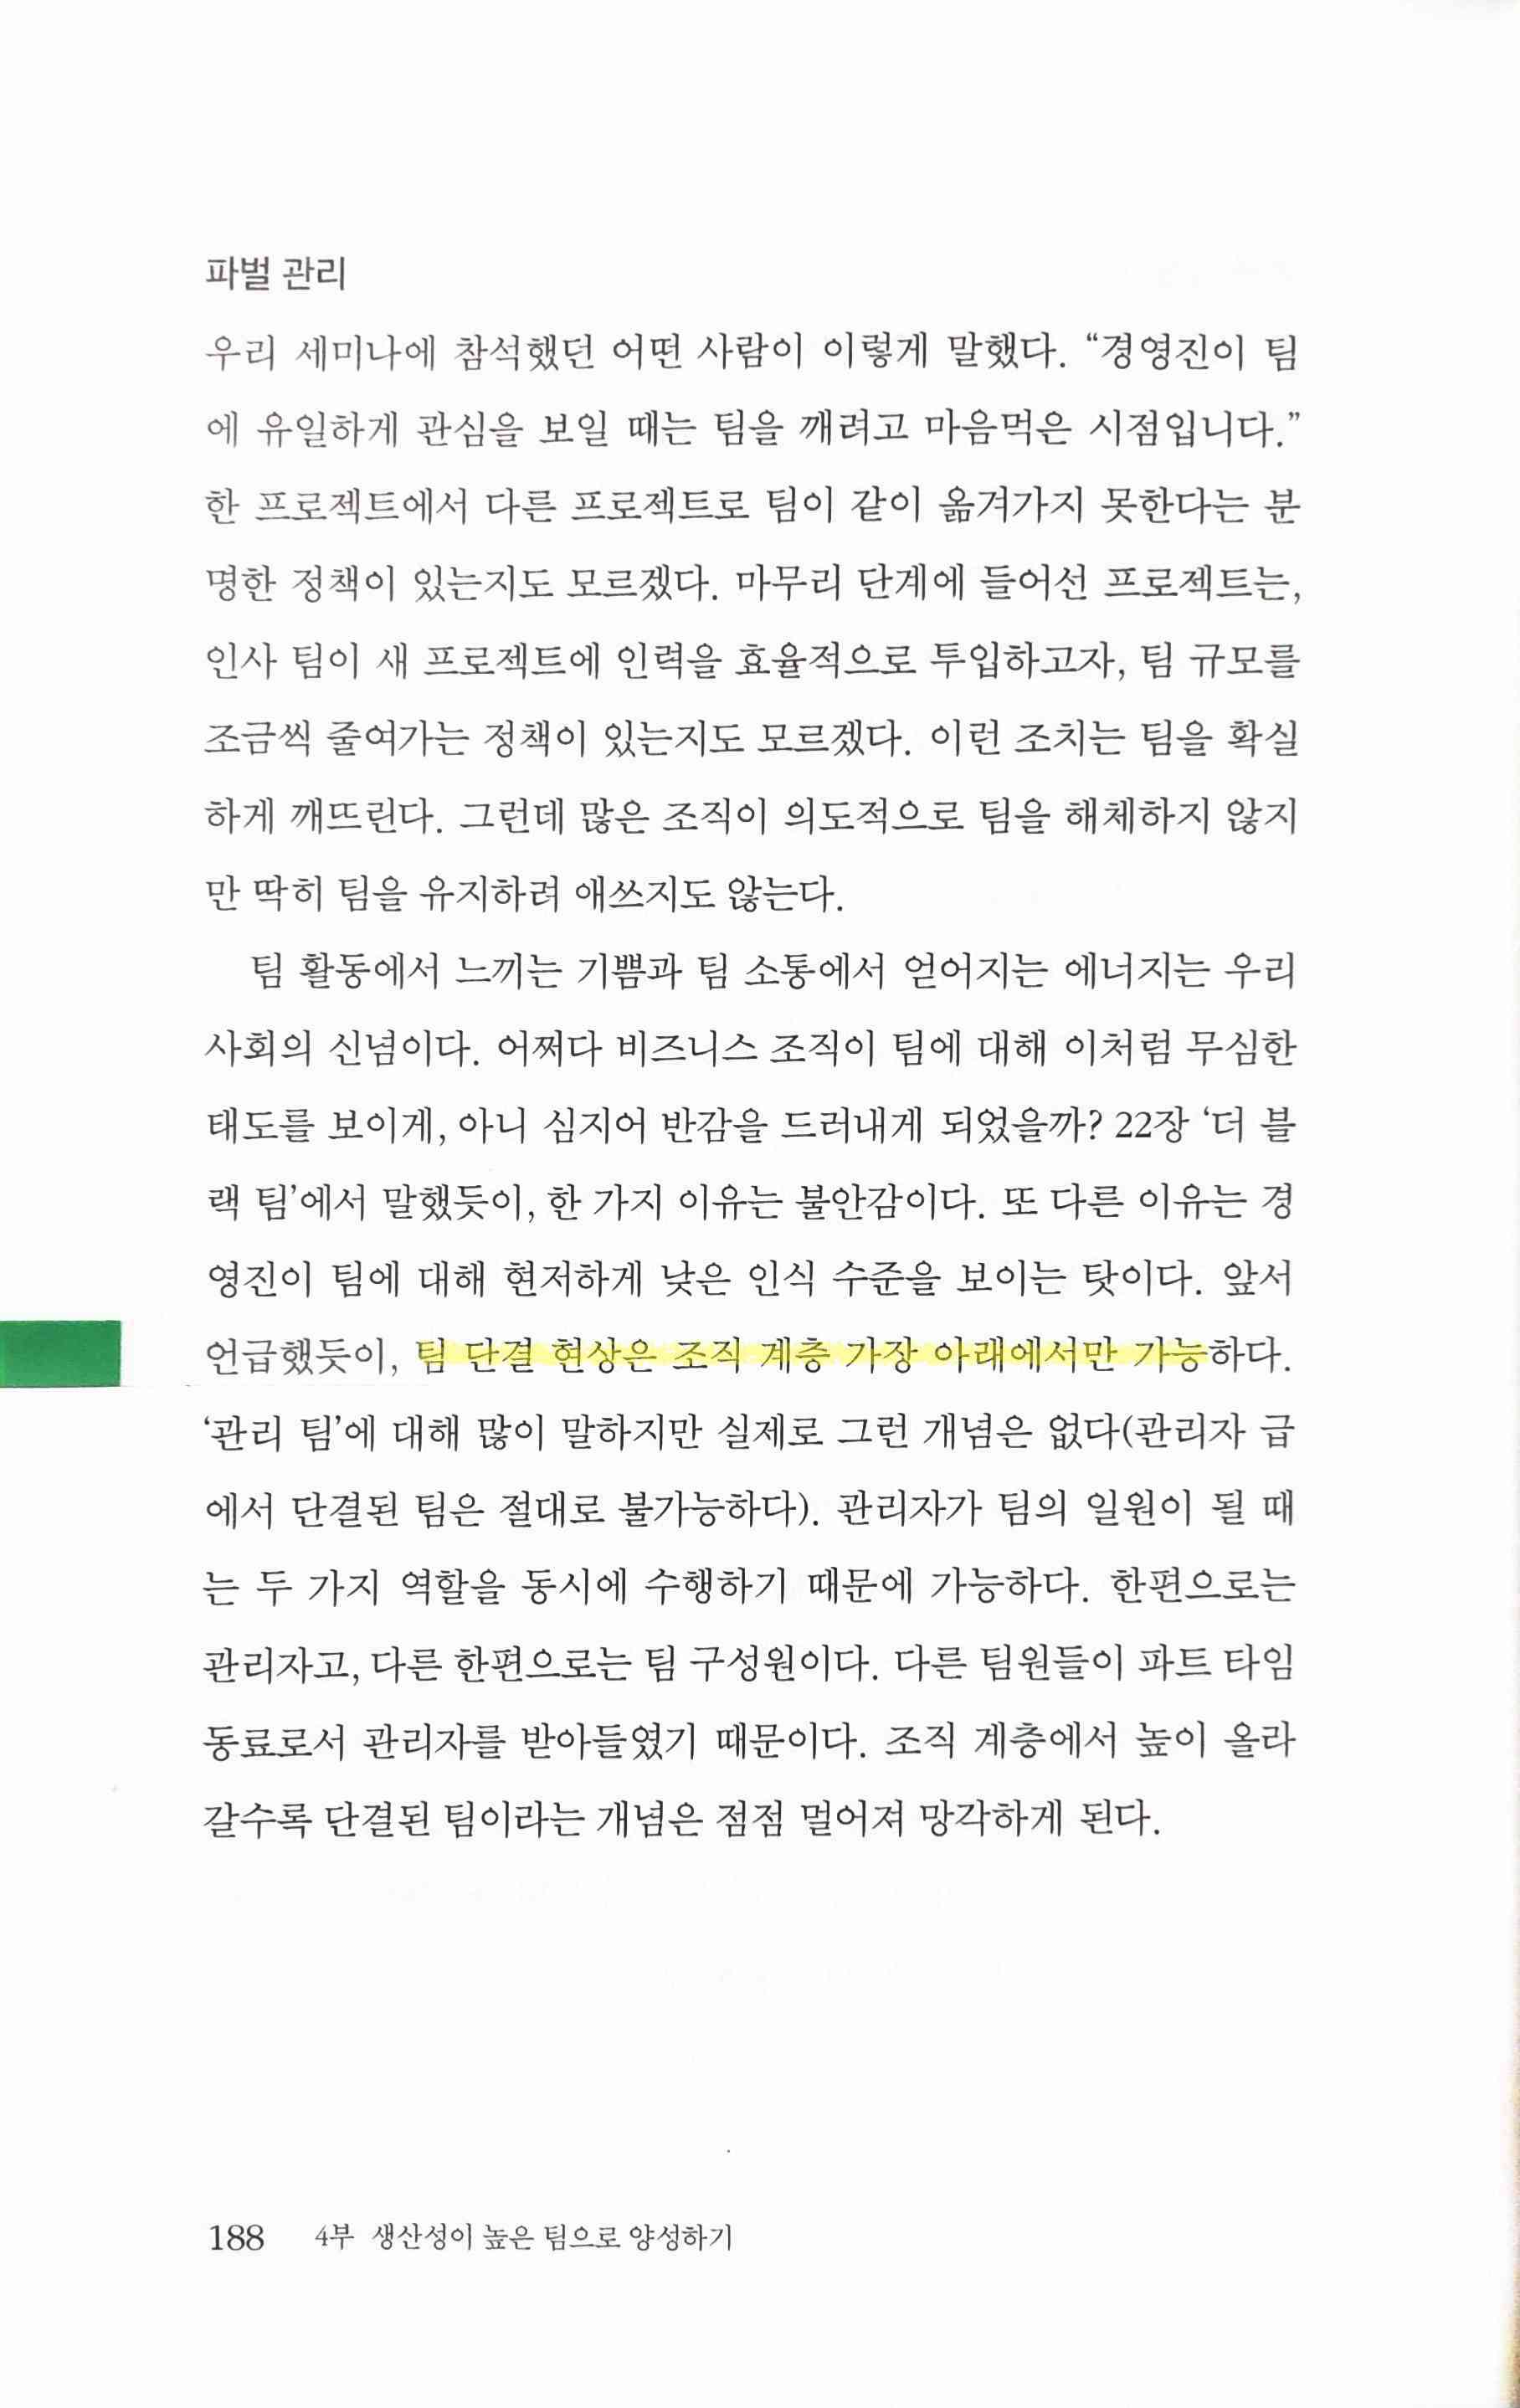 파벌 관리
우리 세미나에 참석했던 어떤 사람이 이렇게 말했다. “경영진이 팀
에 유일하게 관심을 보일 때는 팀을 깨려고 마음먹은 시점입니다.”
한 프로젝트에서 다른 프로젝트로 팀이 같이 옮겨가지 못한다는 분
명한 정책이 있는지도 모르겠다. 마무리 단계에 들어선 프로젝트는,
인사 팀이 새 프로젝트에 인력을 효율적으로 투입하고자, 팀 규모를
조금씩 줄여가는 정책이 있는지도 모르겠다. 이런 조치는 팀을 확실
하게 깨뜨린다. 그런데 많은 조직이 의도적으로 팀을 해체하지 않지
만 딱히 팀을 유지하려 애쓰지도 않는다.
팀 활동에서 느끼는 기쁨과 팀 소통에서 얻어지는 에너지는 우리
사회의 신념이다. 어쩌다 비즈니스 조직이 팀에 대해 이처럼 무심한
태도를 보이게, 아니 심지어 반감을 드러내게 되었을까? 22장 ‘더 블
랙 팀’에서 말했듯이, 한 가지 이유는 불안감이다. 또 다른 이유는 경
영진이 팀에 대해 현저하게 낮은 인식 수준을 보이는 탓이다. 앞서
언급했듯이, 팀 단결 현상은 조직 계층 가장 아래에서만 가능하다.
‘관리 팀’에 대해 많이 말하지만 실제로 그런 개념은 없다(관리자 급
에서 단결된 팀은 절대로 불가능하다). 관리자가 팀의 일원이 될 때
는 두 가지 역할을 동시에 수행하기 때문에 가능하다. 한편으로는
관리자고, 다른 한편으로는 팀 구성원이다. 다른 팀원들이 파트 타임
동료로서 관리자를 받아들였기 때문이다. 조직 계층에서 높이 올라
갈수록 단결된 팀이라는 개념은 점점 멀어져 망각하게 된다.
188 4부 생산성이 높은 팀으로 양성하기